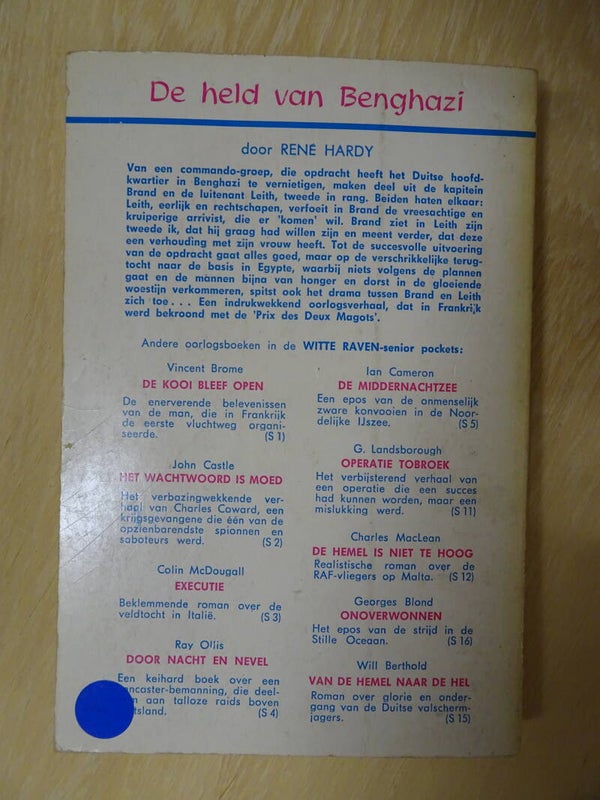 De held van Benghazi
door RENÉ HARDY
Van een commando-groep, die opdracht heeft het Duitse hoofd-
kwartier in Benghazi te vernietigen, maken deel uit de kapitein
Brand en de luitenant Leith, tweede in rang. Beiden haten elkaar:
Leith, eerlijk en rechtschapen, verfoeit in Brand de vreesachtige en
kruiperige arrivist, die er 'komen' wil. Brand ziet in Leith zijn
tweede ik, dat hij graag had willen zijn en meent verder, dat deze
een verhouding met zijn vrouw heeft. Tot de succesvolle uitvoering
van de opdracht gaat alles goed, maar op de verschrikkelijke terug-
tocht naar de basis in Egypte, waarbij niets volgens de plannen
gaat en de mannen bijna van honger en dorst in de gloeiende
woestijn verkommeren, spitst ook het drama tussen Brand en Leith
zich toe... Een indrukwekkend oorlogsverhaal, dat in Frankrijk
werd bekroond met de 'Prix des Deux Magots'.
Andere oorlogsboeken in de WITTE RAVEN-senior pockets:
Vincent Brome
DE KOOI BLEEF OPEN
De enerverende belevenissen
van de man, die in Frankrijk
de eerste vluchtweg organi-
seerde. (S 1)
John Castle
HET WACHTWOORD IS MOED
Het verbazingwekkende ver-
haal van Charles Coward, een
krijgsgevangene die één van de
opzienbarendste spionnen en
saboteurs werd. (S 2)
Colin McDougall
EXECUTIE
Beklemmende roman over de
veldtocht in Italië. (S 3)
Ray Ollis
DOOR NACHT EN NEVEL
Een keihard boek over een
ancaster-bemanning, die deel-
n aan talloze raids boven
tsland. (S 4)
Ian Cameron
DE MIDDERNACHTZEE
Een epos van de onmenselijk
zware konvooien in de Noor-
delijke IJszee. (S 5)
G. Landsborough
OPERATIE TOBROEK
Het verbijsterend verhaal van
een operatie die een succes
had kunnen worden, maar een
mislukking werd. (S 11)
Charles MacLean
DE HEMEL IS NIET TE HOOG
Realistische roman over de
RAF-vliegers op Malta. (S 12)
Georges Blond
ONOVERWONNEN
Het epos van de strijd in de
Stille Oceaan. (S 16)
Will Berthold
VAN DE HEMEL NAAR DE HEL
Roman over glorie en onder-
gang van de Duitse valscherm-
jagers. (S 15)